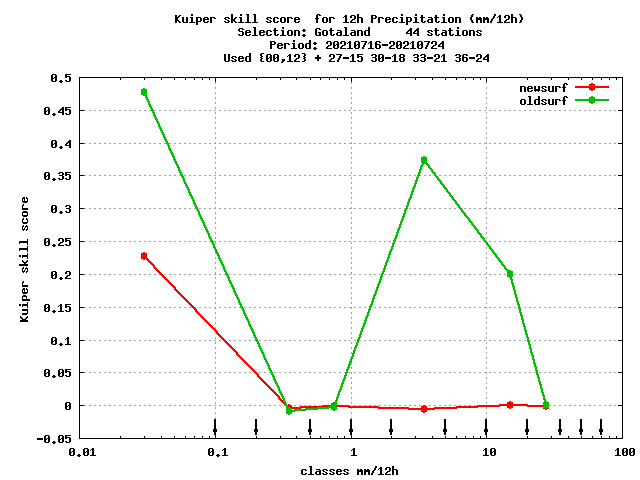 Kuiper skill score  for 12h Precipitation (mm/12h)
Selection: Gotaland     44 stations
Period: 20210716-20210724
Used {00,12} + 27-15 30-18 33-21 36-24
newsurf
oldsurf
0.5
0.45
0.4
0.35
0.3
0.25
0.2
0.15
0.1
0.05
0
-0.05
Kuiper skill score
0.01 0.1 1 10 100
classes mm/12h